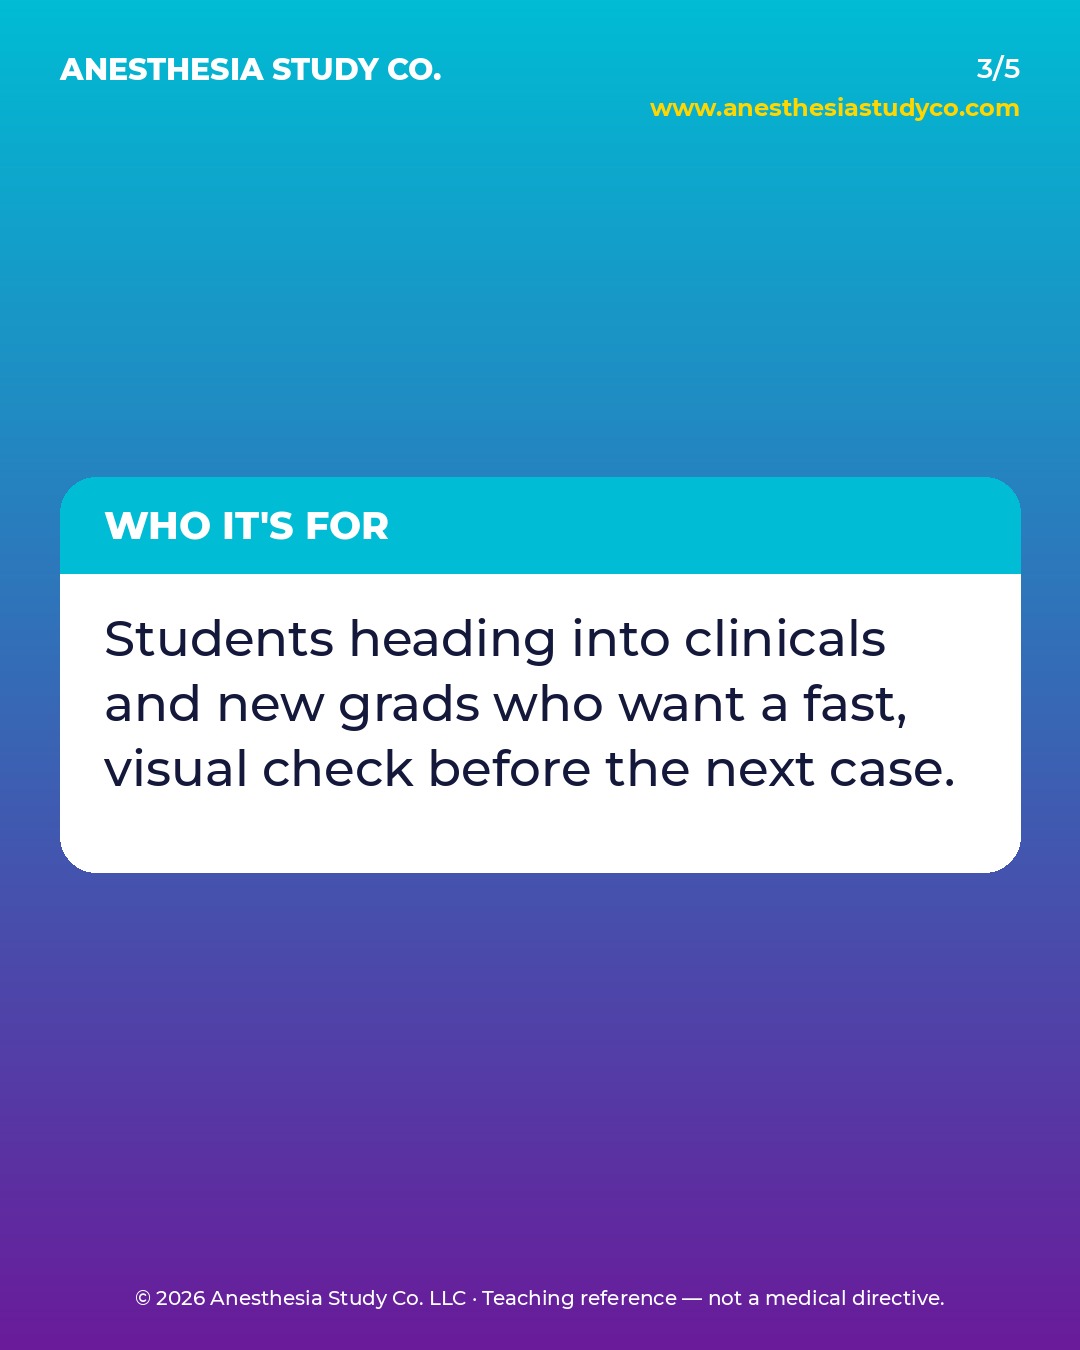 ANESTHESIA STUDY CO.
3/5
www.anesthesiastudyco.com
WHO IT'S FOR
Students heading into clinicals
and new grads who want a fast,
visual check before the next case.
© 2026 Anesthesia Study Co. LLC · Teaching reference — not a medical directive.